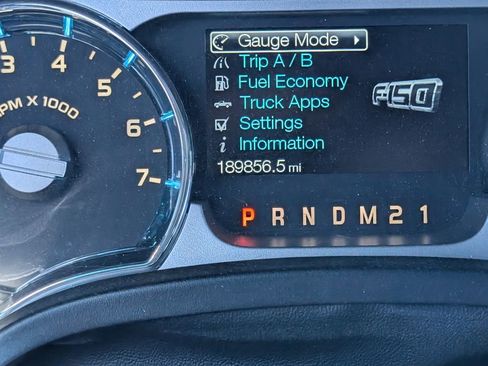 Gauge Mode
Trip A / B
Fuel Economy
Truck Apps
Settings
Information
189856.5 mi
F-150
P R N D M 2 1
3
4
5
6
7
PM X 1000